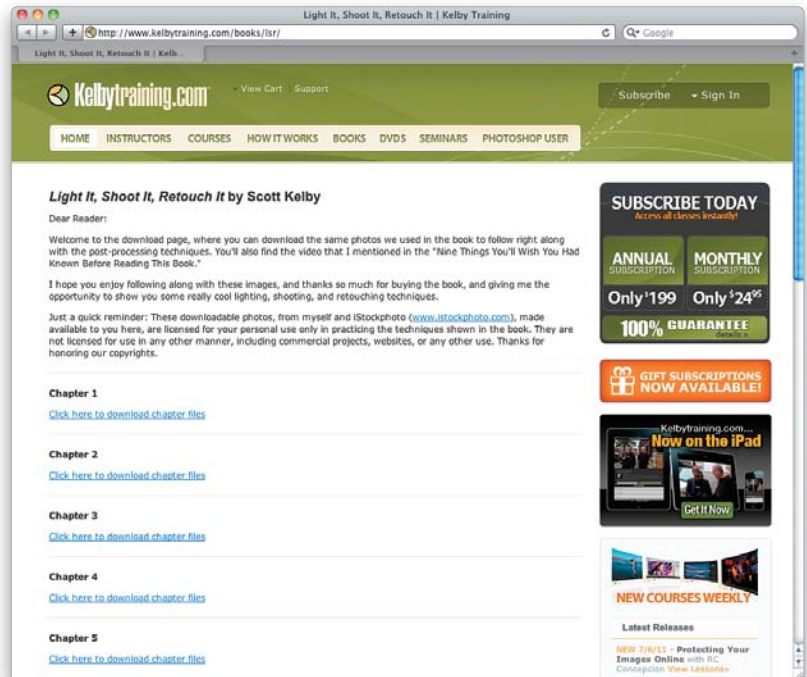 Light It, Shoot It, Retouch It | Kelby Training
http://www.kelbytraining.com/books/lsr/
Google
Light It, Shoot It, Retouch It | Kelb...
Kelbytraining.com
View Cart
Support
Subscribe
Sign In
HOME INSTRUCTORS COURSES HOW IT WORKS BOOKS DVDS SEMINARS PHOTOSHOP USER
Light It, Shoot It, Retouch It by Scott Kelby
Dear Reader:
Welcome to the download page, where you can download the same photos we used in the book to follow right along
with the post-processing techniques. You'll also find the video that I mentioned in the "Nine Things You'll Wish You Had
Known Before Reading This Book."
I hope you enjoy following along with these images, and thanks so much for buying the book, and giving me the
opportunity to show you some really cool lighting, shooting, and retouching techniques.
Just a quick reminder: These downloadable photos, from myself and iStockphoto (www.istockphoto.com), made
available to you here, are licensed for your personal use only in practicing the techniques shown in the book. They are
not licensed for use in any other manner, including commercial projects, websites, or any other use. Thanks for
honoring our copyrights.
Chapter 1
Click here to download chapter files
Chapter 2
Click here to download chapter files
Chapter 3
Click here to download chapter files
Chapter 4
Click here to download chapter files
Chapter 5
Click here to download chapter files
SUBSCRIBE TODAY
Access all classes instantly!
ANNUAL
SUBSCRIPTION
Only $199
MONTHLY
SUBSCRIPTION
Only $24.95
100% GUARANTEE
details »
GIFT SUBSCRIPTIONS
NOW AVAILABLE!
Kelbytraining.com...
Now on the iPad
Get It Now
NEW COURSES WEEKLY
Latest Releases
NEW 7/6/11 - Protecting Your
Images Online with RC
Concepcion View Lessons»